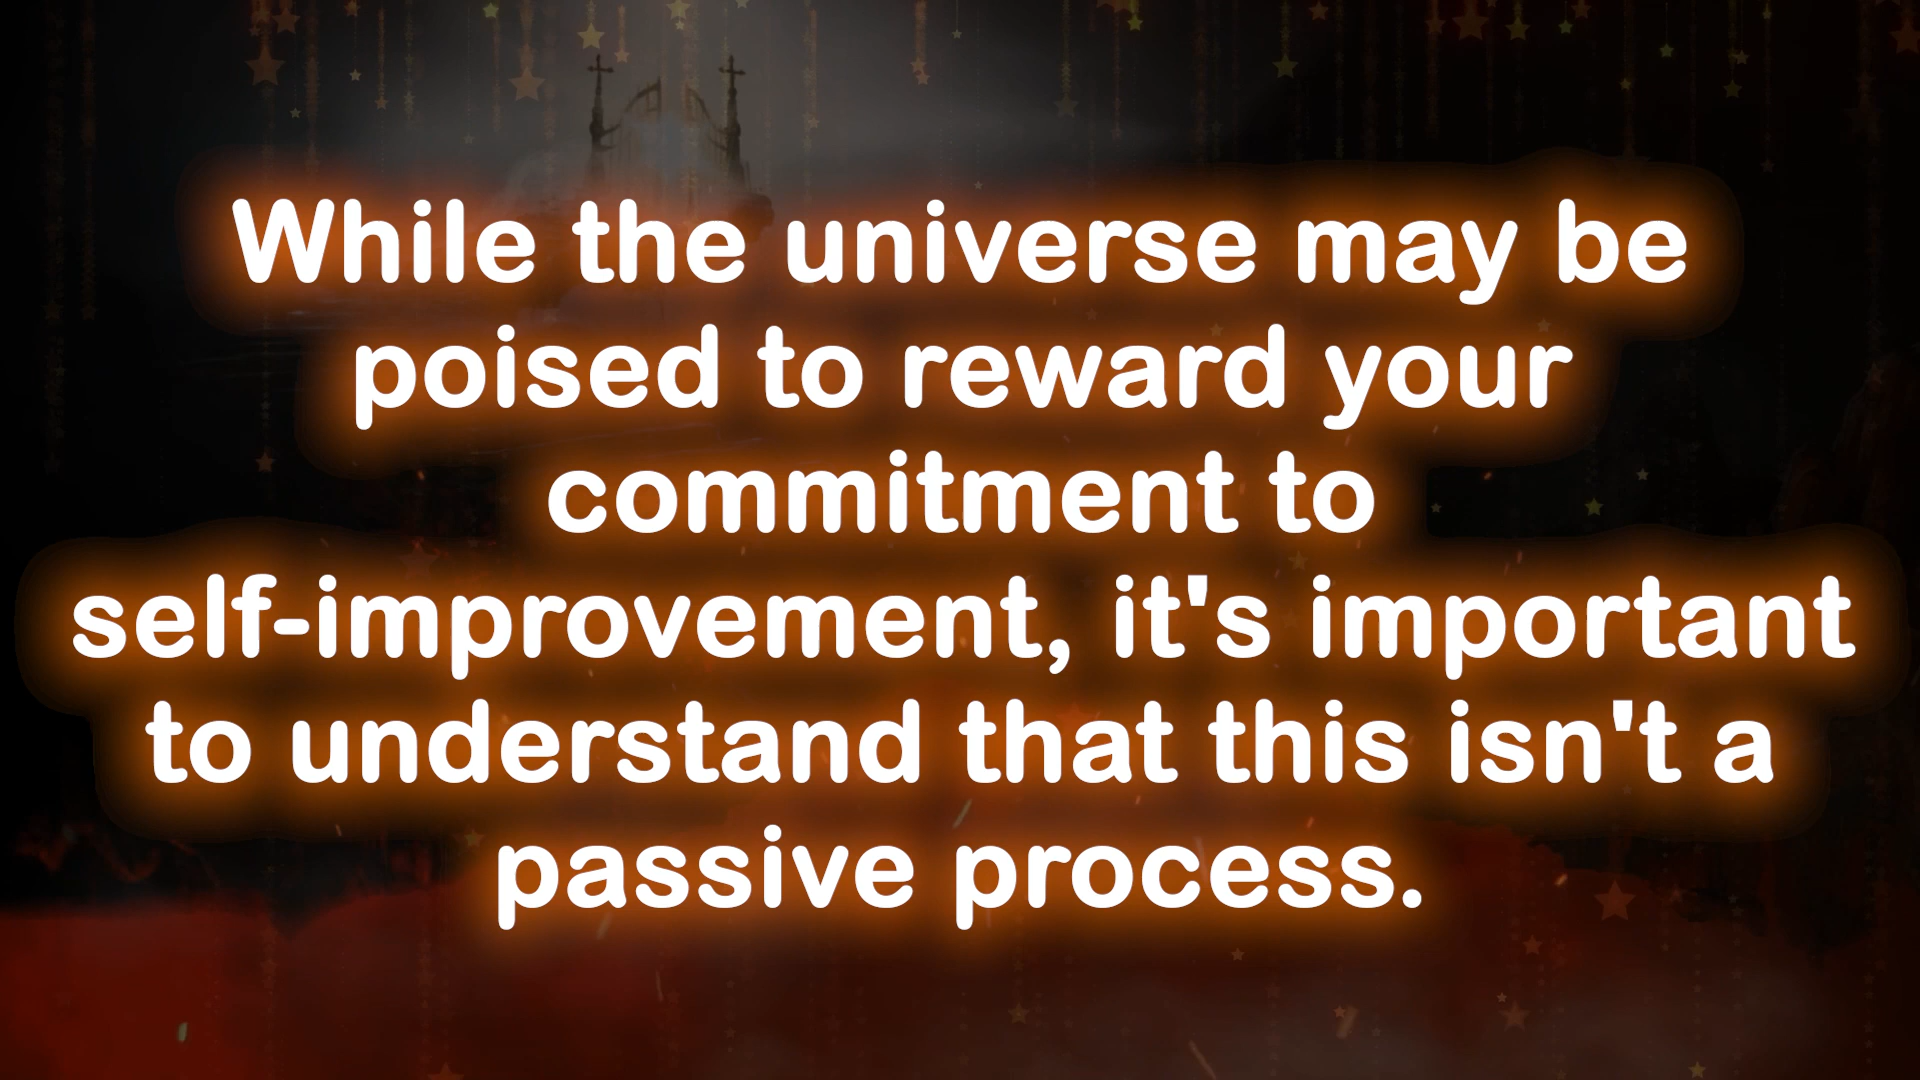 While the universe may be
poised to reward your
commitment to
self-improvement, it's important
to understand that this isn't a
passive process.